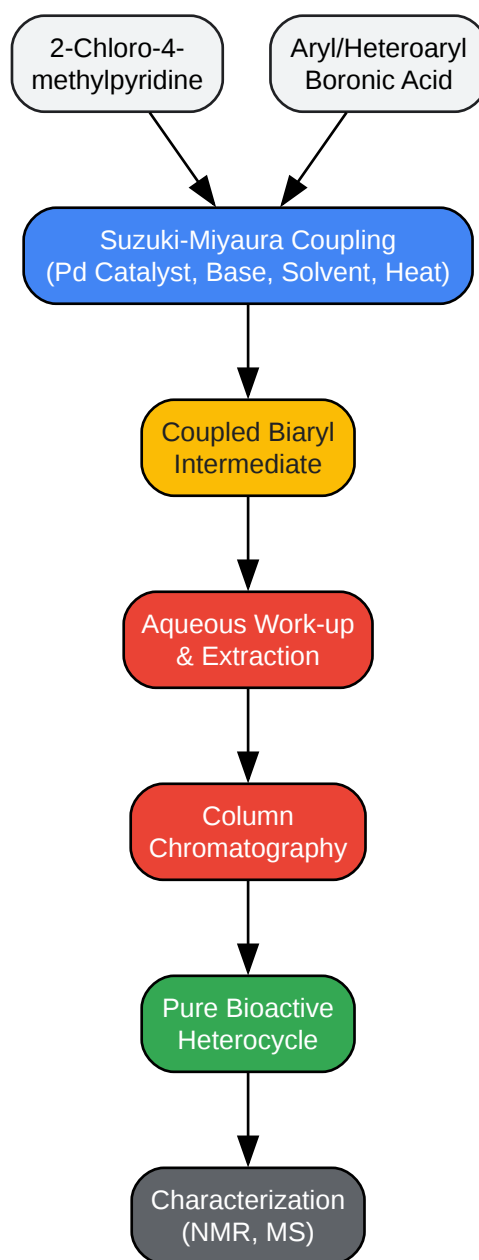 2-Chloro-4-
methylpyridine
Aryl/Heteroaryl
Boronic Acid
Suzuki-Miyaura Coupling
(Pd Catalyst, Base, Solvent, Heat)
Coupled Biaryl
Intermediate
Aqueous Work-up
& Extraction
Column
Chromatography
Pure Bioactive
Heterocycle
Characterization
(NMR, MS)